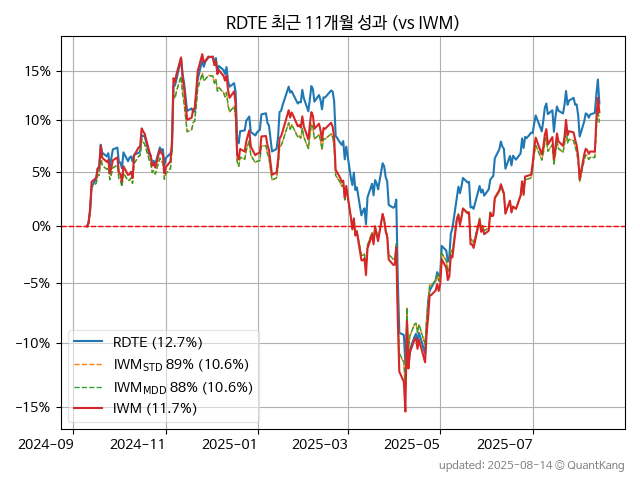 RDTE 최근 11개월 성과 (vs IWM)
15%
10%
5%
0%
−5%
−10%
−15%
RDTE (12.7%)
IWM_STD 89% (10.6%)
IWM_MDD 88% (10.6%)
IWM (11.7%)
2024-09 2024-11 2025-01 2025-03 2025-05 2025-07
updated: 2025-08-14 © QuantKang